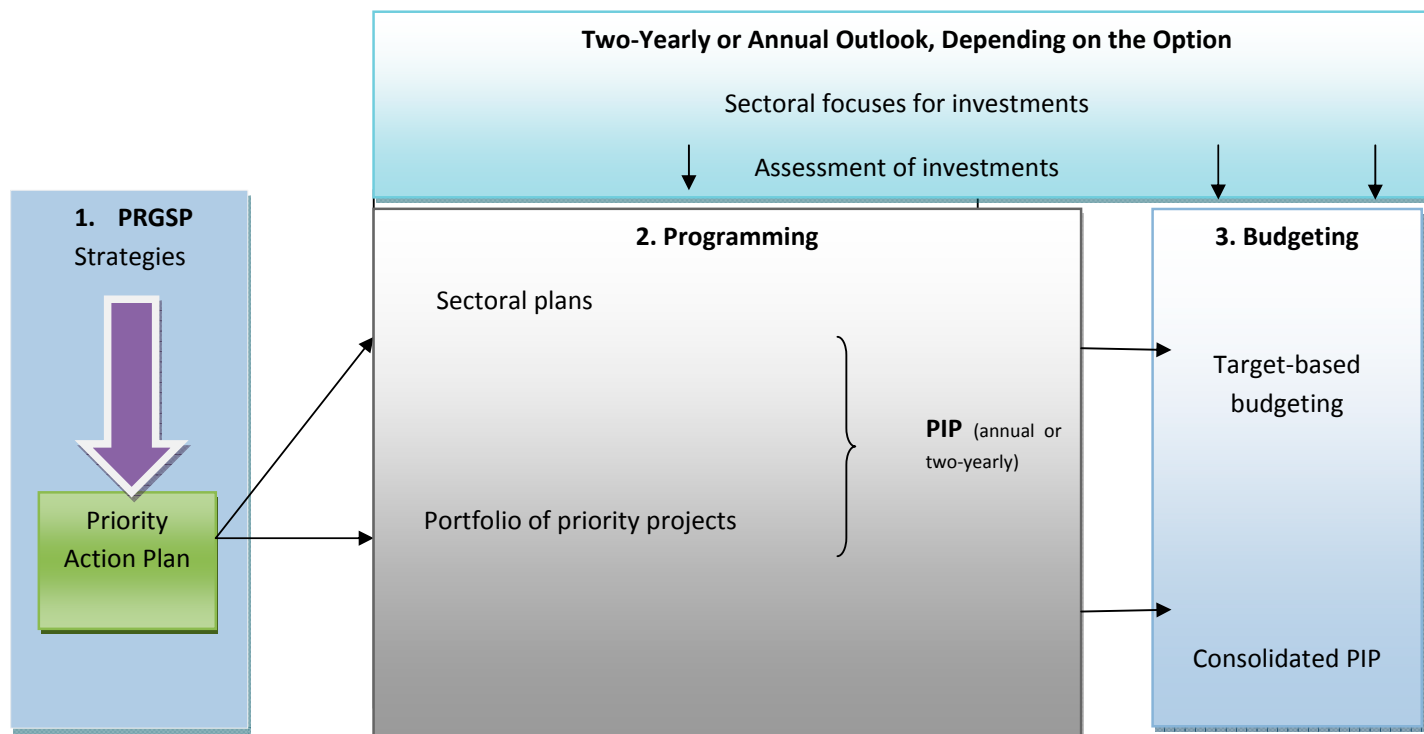 Two-Yearly or Annual Outlook, Depending on the Option
Sectoral focuses for investments
Assessment of investments
1. PRGSP
Strategies
Priority
Action Plan
2. Programming
Sectoral plans
Portfolio of priority projects
PIP (annual or
two-yearly)
3. Budgeting
Target-based
budgeting
Consolidated PIP